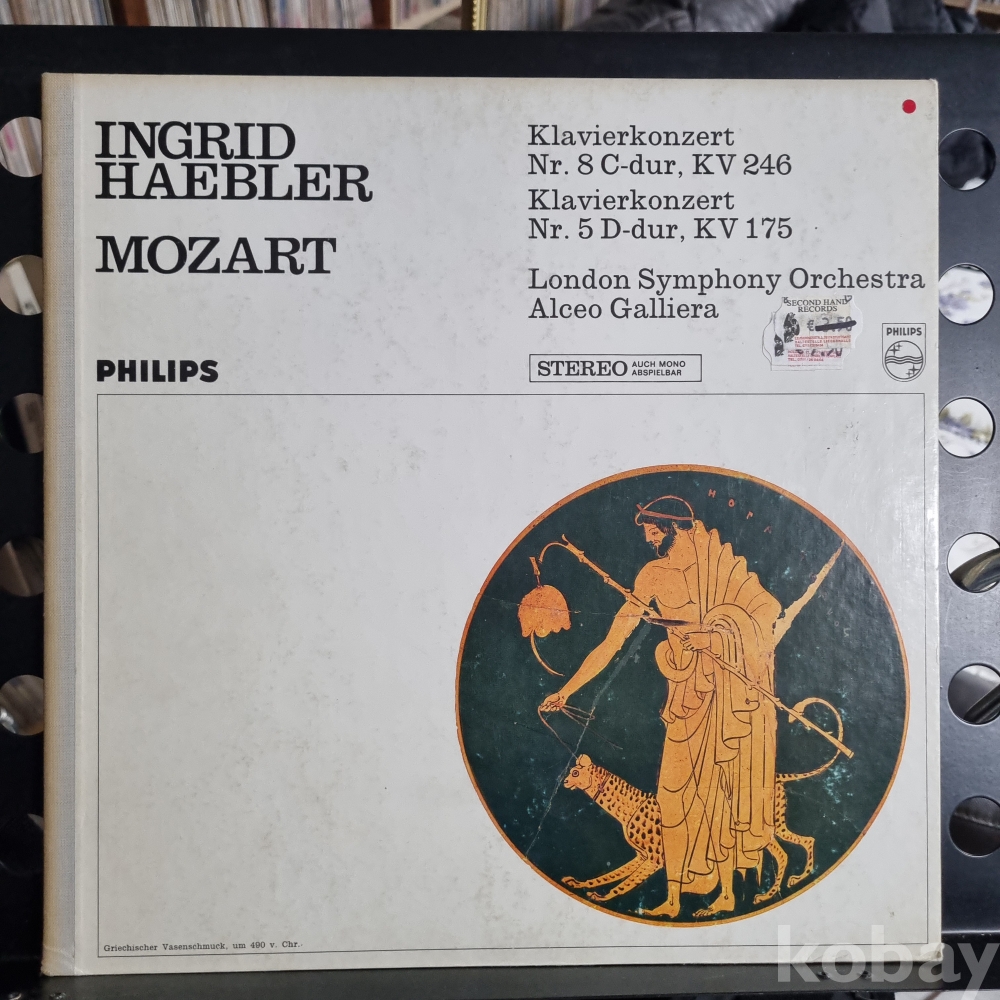 INGRID
HAEBLER
MOZART
PHILIPS
Klavierkonzert
Nr. 8 C-dur, KV 246
Klavierkonzert
Nr. 5 D-dur, KV 175
London Symphony Orchestra
Alceo Galliera
SECOND HAND
RECORDS
€
STEREO AUCH MONO
ABSPIELBAR
PHILIPS
Griechischer Vasenschmuck, um 490 v. Chr.
kobay